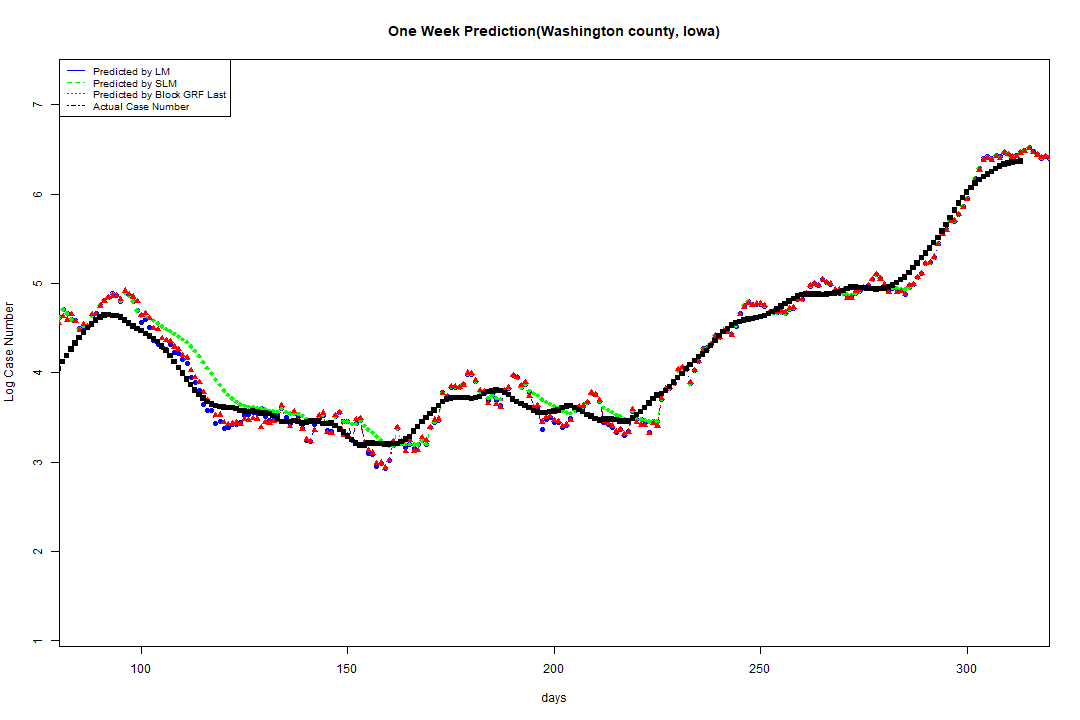 One Week Prediction(Washington county, Iowa)
Predicted by LM
Predicted by SLM
Predicted by Block GRF Last
Actual Case Number
Log Case Number
7
6
5
4
3
2
1
100 150 200 250 300
days